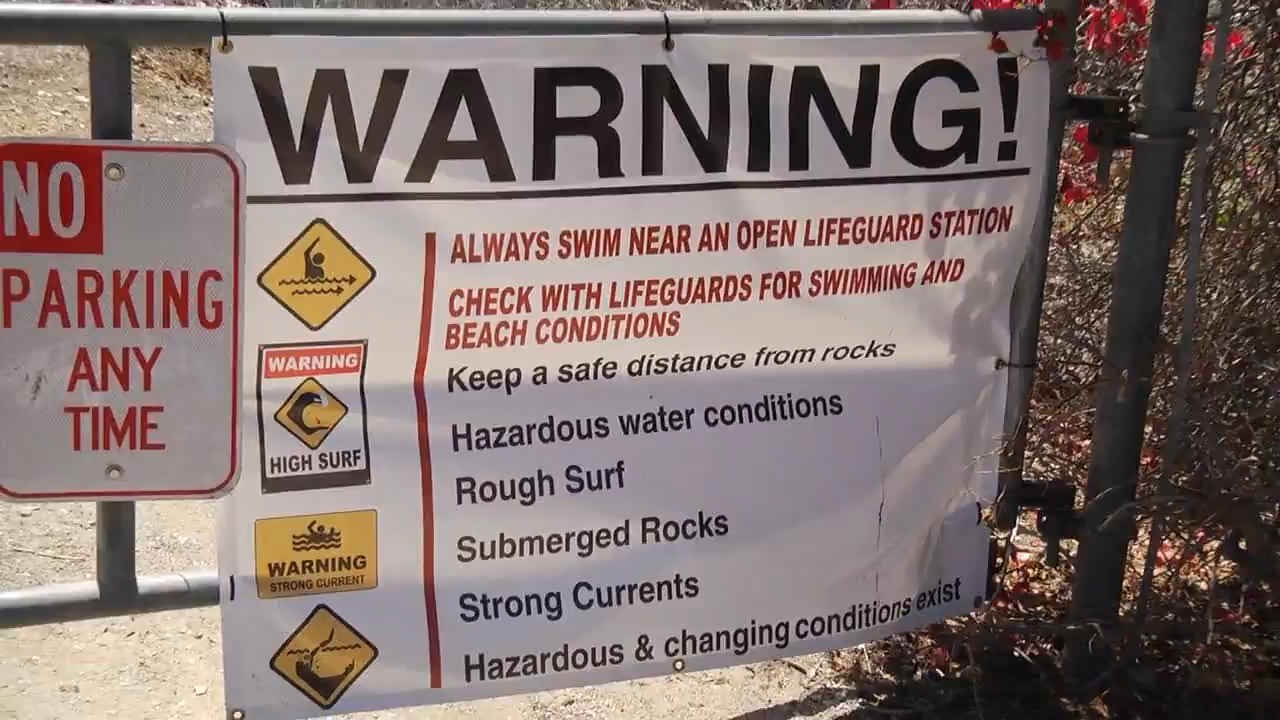 NO
PARKING
ANY
TIME
WARNING!
ALWAYS SWIM NEAR AN OPEN LIFEGUARD STATION
CHECK WITH LIFEGUARDS FOR SWIMMING AND
BEACH CONDITIONS
Keep a safe distance from rocks
Hazardous water conditions
Rough Surf
Submerged Rocks
Strong Currents
Hazardous & changing conditions exist
WARNING
HIGH SURF
WARNING
STRONG CURRENT